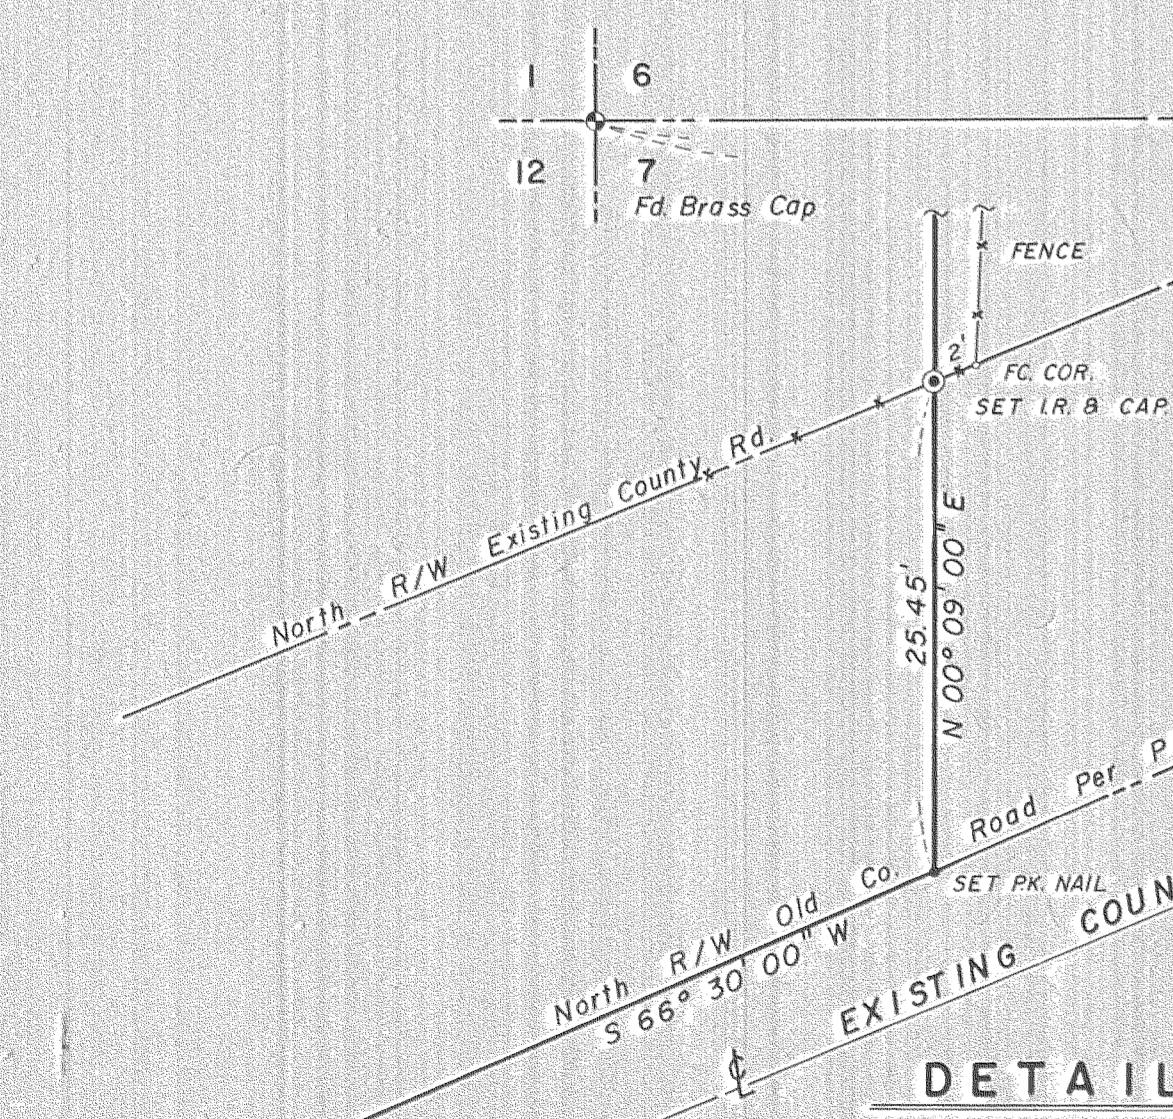 1 6
12 7
Fd. Brass Cap
FENCE
2'
FC. COR.
SET I.R. & CAP
North R/W Existing County Rd.
25.45'
N 00° 09' 00" E
North R/W Old Co. Road Per P
SET P.K. NAIL
S 66° 30' 00" W
℄ EXISTING COUN
DETAIL